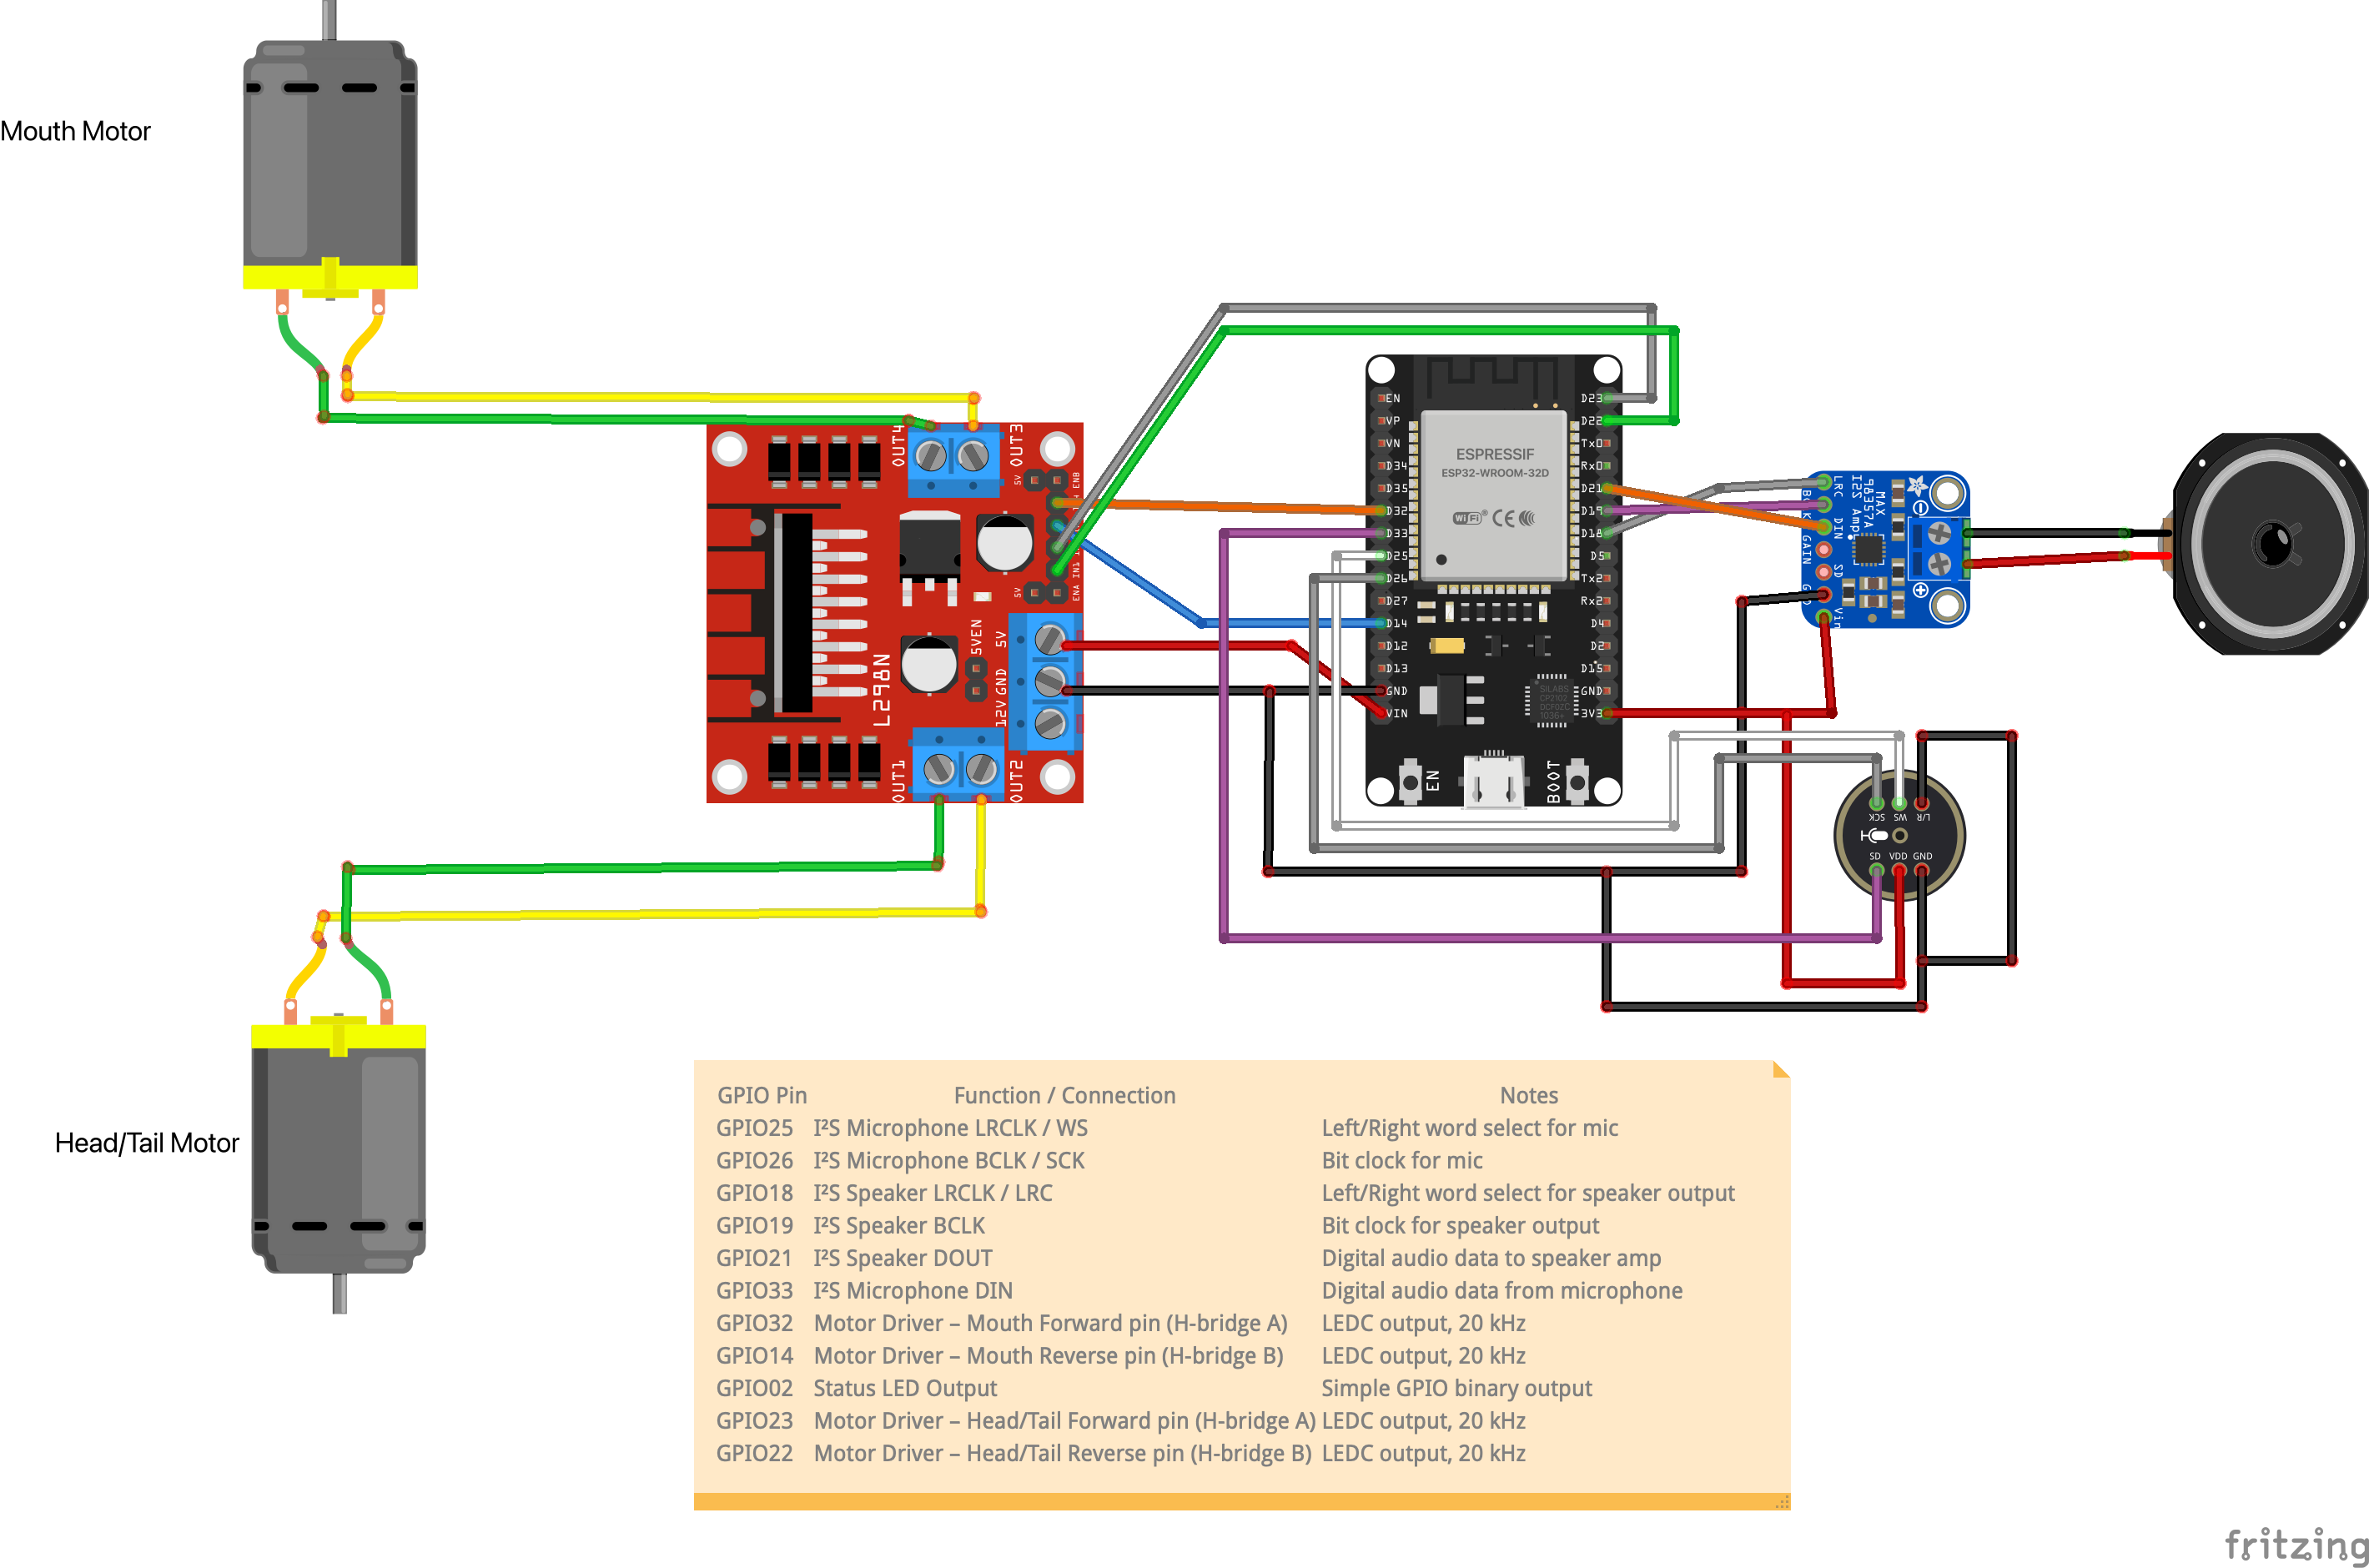 Mouth Motor
OUT4
OUT3
5V
ENB
IN1
ENA
5V
5VEN
5V
GND
12V
L298N
OUT1
OUT2
EN
VP
VN
D34
D35
D32
D33
D25
D26
D27
D14
D12
D13
GND
VIN
ESPRESSIF
ESP32-WROOM-32D
WiFi
CE
D23
D22
Tx0
Rx0
D21
D19
D18
D5
Tx2
Rx2
D4
D2
D15
GND
3V3
SILABS
CP2102
DCF0ZC
1036+
EN
BOOT
LRC
DIN
GAIN
SD
Vin
MAX
98357A
I2S Amp
SCK
WS
L/R
SD
VDD
GND
Head/Tail Motor
GPIO Pin Function / Connection Notes
GPIO25 I²S Microphone LRCLK / WS Left/Right word select for mic
GPIO26 I²S Microphone BCLK / SCK Bit clock for mic
GPIO18 I²S Speaker LRCLK / LRC Left/Right word select for speaker output
GPIO19 I²S Speaker BCLK Bit clock for speaker output
GPIO21 I²S Speaker DOUT Digital audio data to speaker amp
GPIO33 I²S Microphone DIN Digital audio data from microphone
GPIO32 Motor Driver – Mouth Forward pin (H-bridge A) LEDC output, 20 kHz
GPIO14 Motor Driver – Mouth Reverse pin (H-bridge B) LEDC output, 20 kHz
GPIO02 Status LED Output Simple GPIO binary output
GPIO23 Motor Driver – Head/Tail Forward pin (H-bridge A) LEDC output, 20 kHz
GPIO22 Motor Driver – Head/Tail Reverse pin (H-bridge B) LEDC output, 20 kHz
fritzing